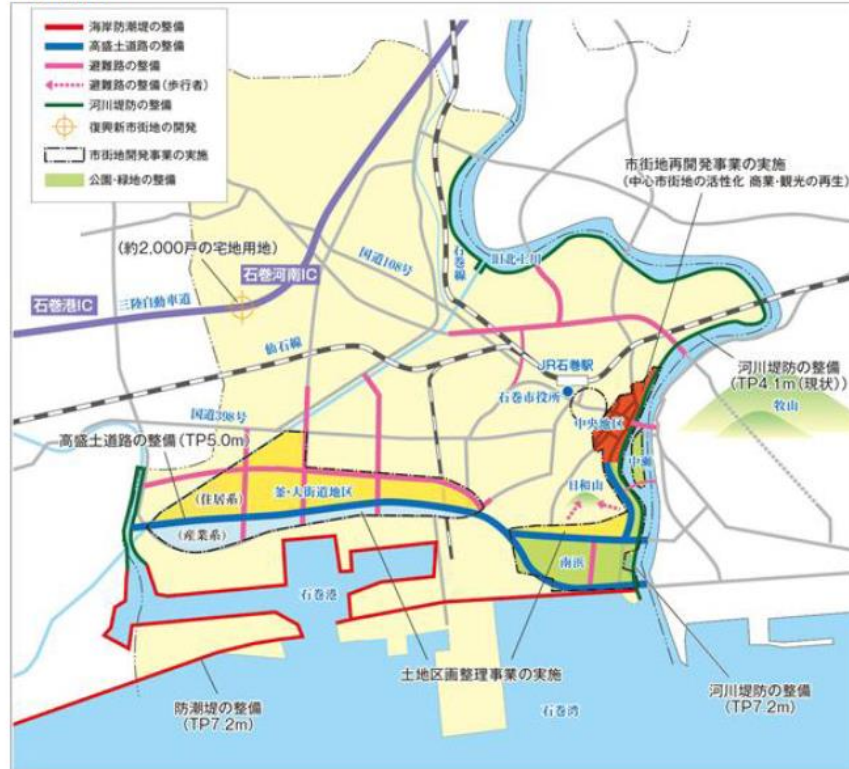 海岸防潮堤の整備
高盛土道路の整備
避難路の整備
避難路の整備(歩行者)
河川堤防の整備
復興新市街地の開発
市街地開発事業の実施
公園・緑地の整備
市街地再開発事業の実施
(中心市街地の活性化 商業・観光の再生)
(約2,000戸の宅地用地)
石巻河南IC
国道108号
石巻線
旧北上川
石巻港IC
三陸自動車道
仙石線
JR石巻駅
石巻市役所
河川堤防の整備
(TP4.1m(現状))
牧山
国道398号
中央地区
高盛土道路の整備(TP5.0m)
中瀬
(住居系)
釜・大街道地区
日和山
(産業系)
南浜
石巻港
土地区画整理事業の実施
防潮堤の整備
(TP7.2m)
石巻湾
河川堤防の整備
(TP7.2m)